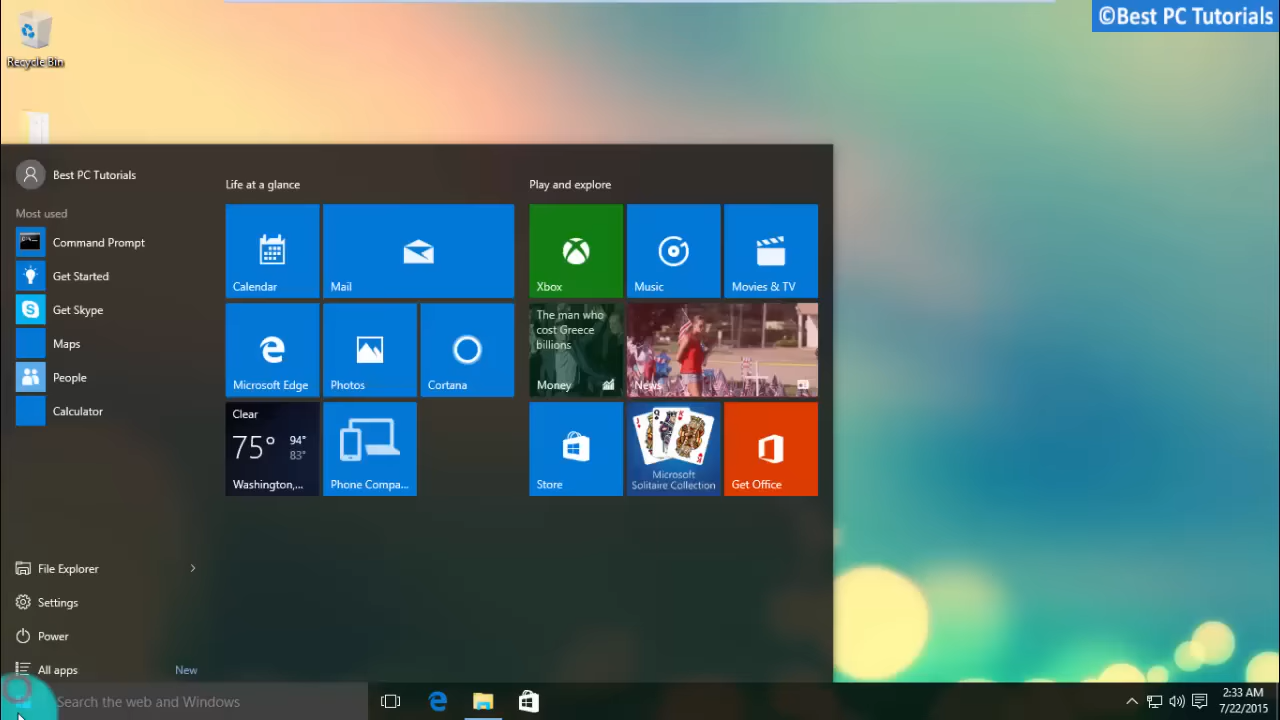 ©Best PC Tutorials
Recycle Bin
Best PC Tutorials
Most used
Command Prompt
Get Started
Get Skype
Maps
People
Calculator
File Explorer
Settings
Power
All apps
New
Life at a glance
Calendar
Mail
Microsoft Edge
Photos
Cortana
Clear
75°
94°
83°
Washington,...
Phone Compa...
Play and explore
Xbox
Music
Movies & TV
The man who
cost Greece
billions
Money
News
Store
Microsoft
Solitaire Collection
Get Office
Search the web and Windows
2:33 AM
7/22/2015